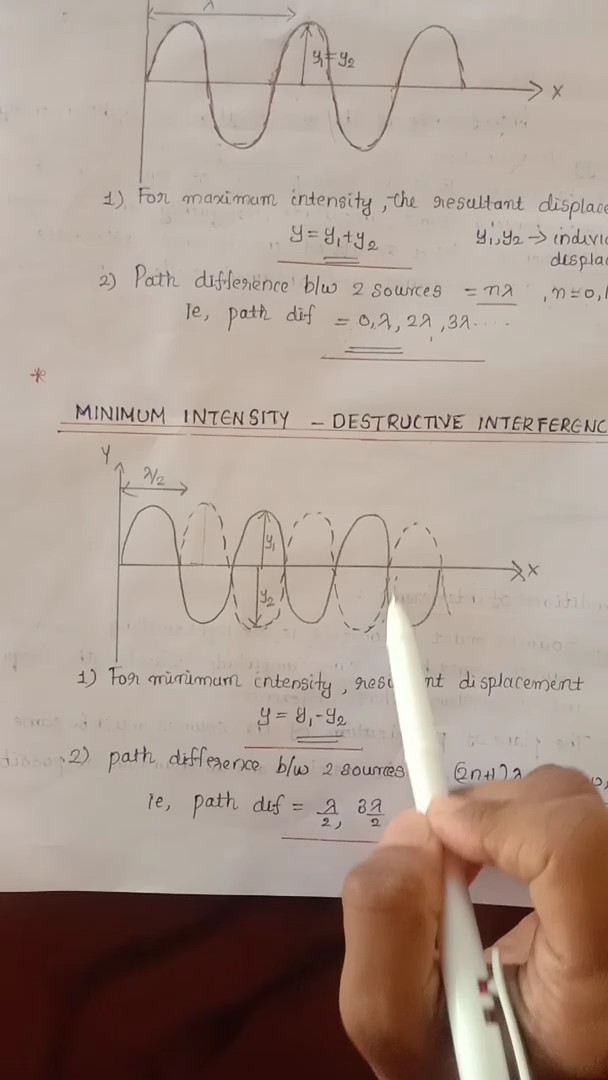 λ
y₁=y₂
X
1) For maximum intensity, the resultant displace
y = y₁+y₂ y₁,y₂ → indivi
displa
2) Path difference b/w 2 sources = nλ , n=0,1
Ie, path dif = 0, λ, 2λ, 3λ.....
*
MINIMUM INTENSITY – DESTRUCTIVE INTERFERENC
Y
λ/2
y₁
X
y₂
1) For minimum intensity, resu nt displacement
y = y₁-y₂
2) path difference b/w 2 sources (2n+1)λ
ie, path dif = λ/2, 3λ/2